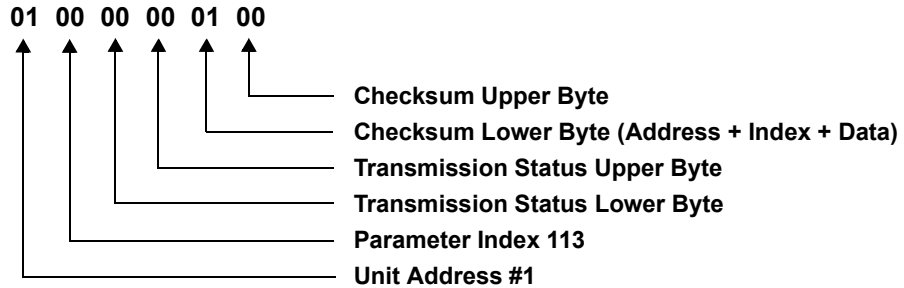 01 00 00 00 01 00
Checksum Upper Byte
Checksum Lower Byte (Address + Index + Data)
Transmission Status Upper Byte
Transmission Status Lower Byte
Parameter Index 113
Unit Address #1